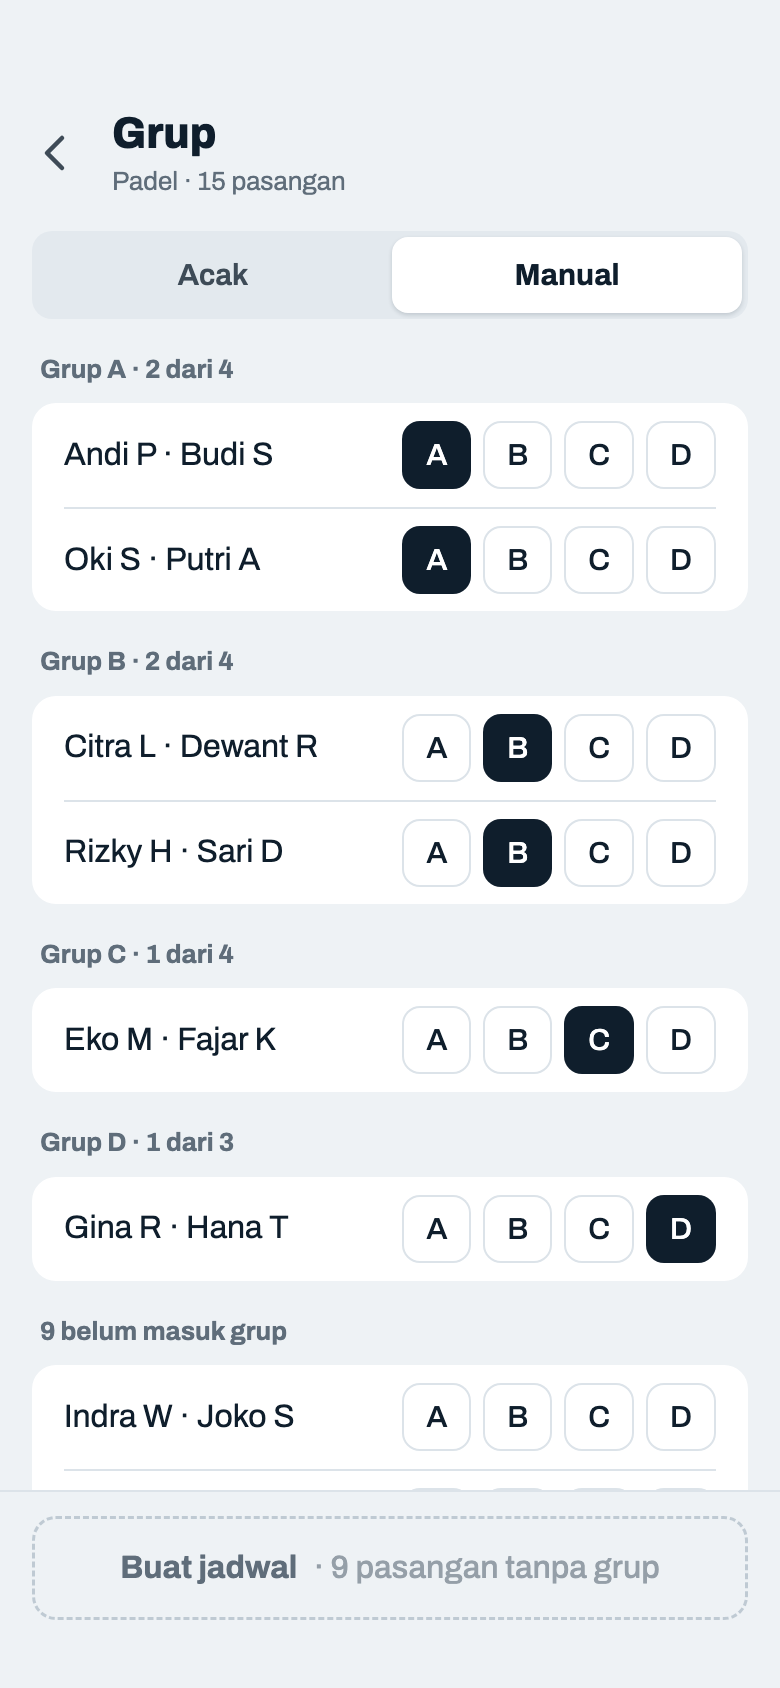 Grup
Padel · 15 pasangan
Acak Manual
Grup A · 2 dari 4
Andi P · Budi S A B C D
Oki S · Putri A A B C D
Grup B · 2 dari 4
Citra L · Dewant R A B C D
Rizky H · Sari D A B C D
Grup C · 1 dari 4
Eko M · Fajar K A B C D
Grup D · 1 dari 3
Gina R · Hana T A B C D
9 belum masuk grup
Indra W · Joko S A B C D
Buat jadwal · 9 pasangan tanpa grup